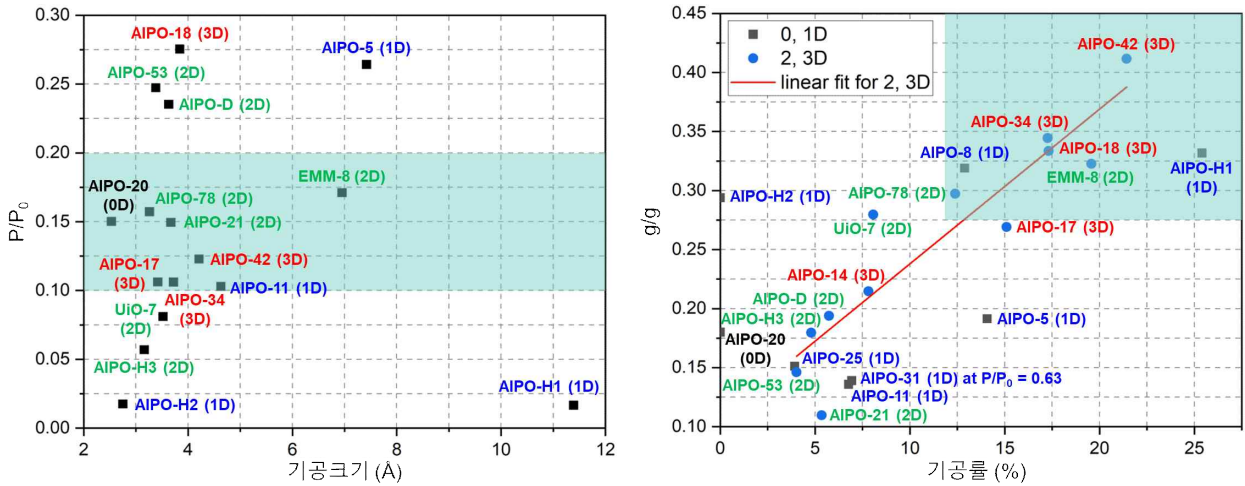 0.30
0.25
0.20
0.15
0.10
0.05
0.00
P/P₀
AlPO-18 (3D)
AlPO-5 (1D)
AlPO-53 (2D)
AlPO-D (2D)
EMM-8 (2D)
AlPO-20
(0D)
AlPO-78 (2D)
AlPO-21 (2D)
AlPO-42 (3D)
AlPO-17
(3D)
AlPO-11 (1D)
UiO-7
(2D)
AlPO-34
(3D)
AlPO-H3 (2D)
AlPO-H1 (1D)
AlPO-H2 (1D)
2
4
6
8
10
12
기공크기 (Å)
0.45
0.40
0.35
0.30
0.25
0.20
0.15
0.10
g/g
0, 1D
2, 3D
linear fit for 2, 3D
AlPO-42 (3D)
AlPO-34 (3D)
AlPO-8 (1D)
AlPO-18 (3D)
AlPO-H1
(1D)
EMM-8 (2D)
AlPO-78 (2D)
AlPO-H2 (1D)
UiO-7 (2D)
AlPO-17 (3D)
AlPO-14 (3D)
AlPO-D (2D)
AlPO-H3 (2D)
AlPO-5 (1D)
AlPO-20
(0D)
AlPO-25 (1D)
AlPO-53 (2D)
AlPO-31 (1D) at P/P₀ = 0.63
AlPO-11 (1D)
AlPO-21 (2D)
0
5
10
15
20
25
기공률 (%)